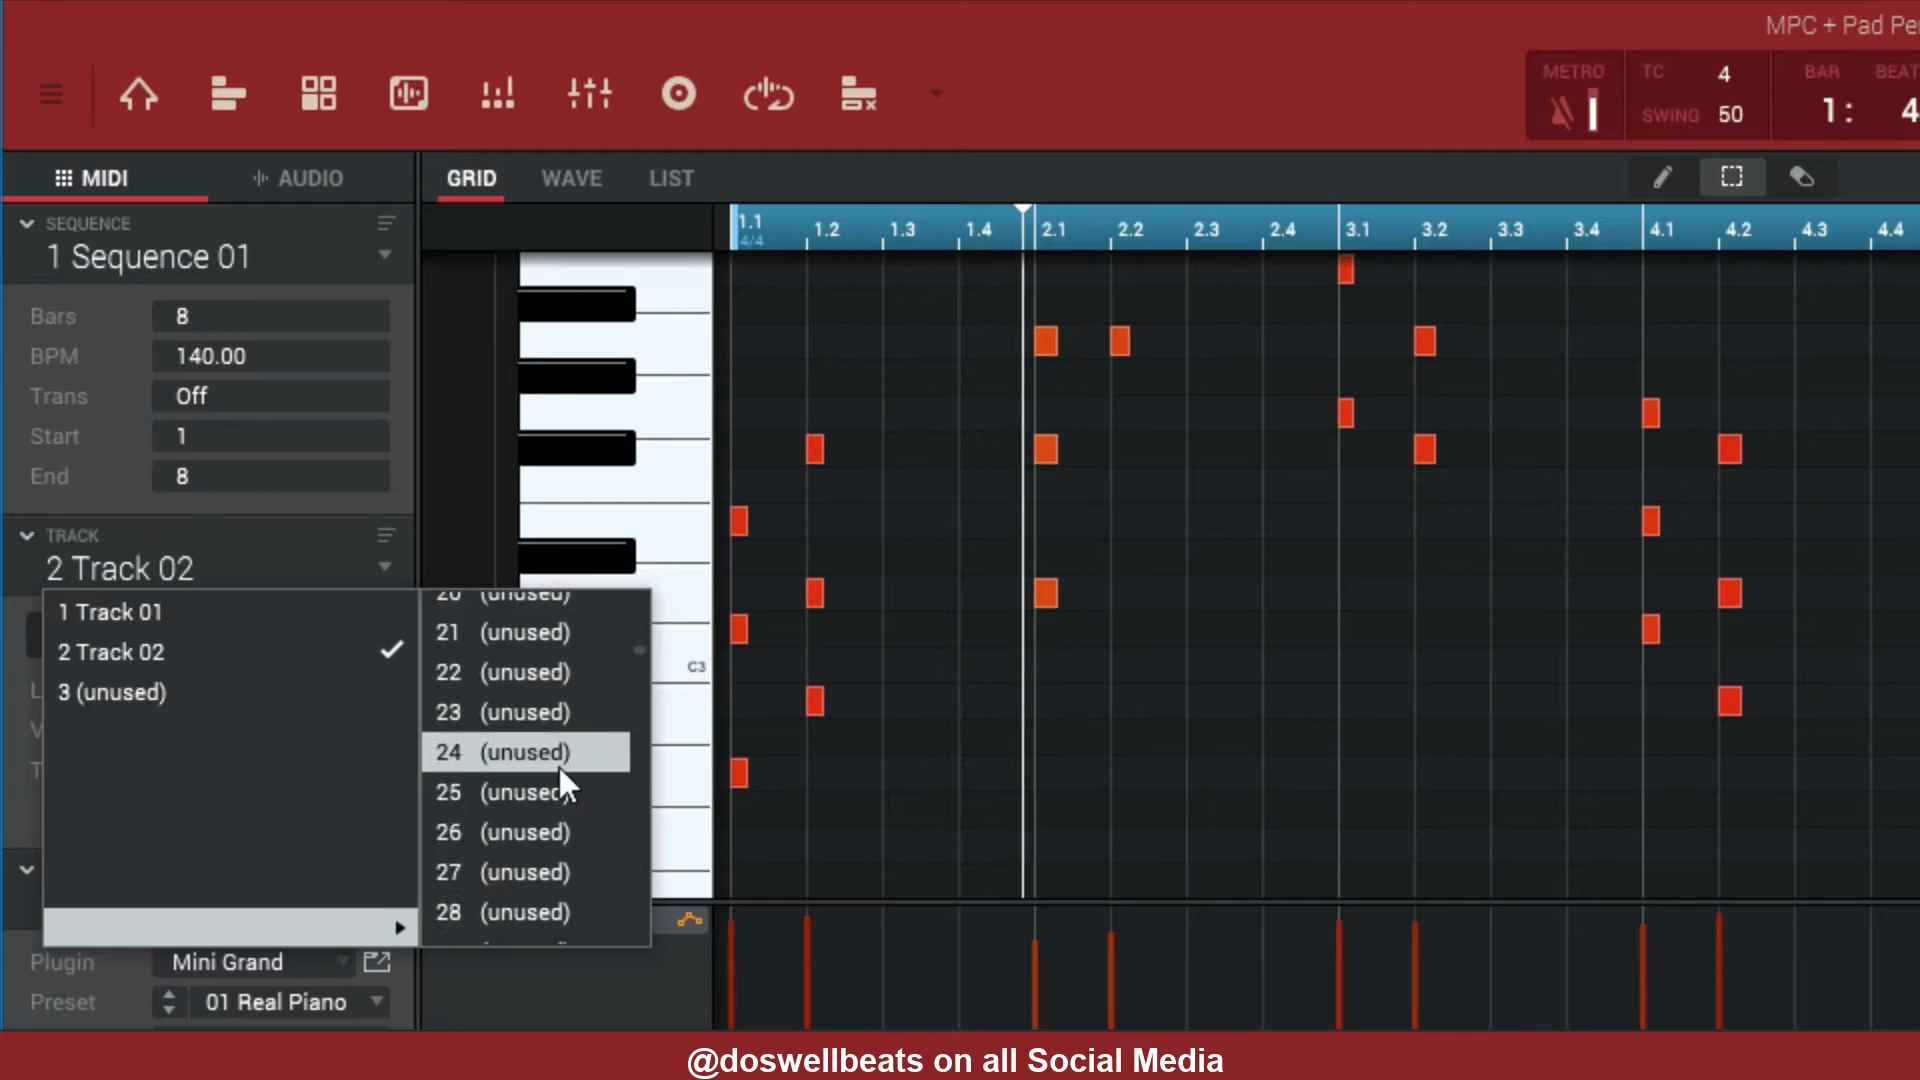 MPC + Pad Per
METRO
TC 4
SWING 50
BAR BEAT
1: 4
MIDI
AUDIO
GRID
WAVE
LIST
SEQUENCE
1 Sequence 01
Bars 8
BPM 140.00
Trans Off
Start 1
End 8
TRACK
2 Track 02
1 Track 01
2 Track 02
3 (unused)
20 (unused)
21 (unused)
22 (unused)
23 (unused)
24 (unused)
25 (unused)
26 (unused)
27 (unused)
28 (unused)
Plugin Mini Grand
Preset 01 Real Piano
1.1 1.2 1.3 1.4 2.1 2.2 2.3 2.4 3.1 3.2 3.3 3.4 4.1 4.2 4.3 4.4
4/4
C3
@doswellbeats on all Social Media